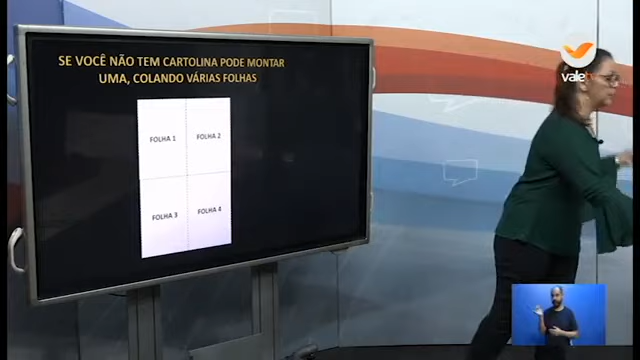 SE VOCÊ NÃO TEM CARTOLINA PODE MONTAR
UMA, COLANDO VÁRIAS FOLHAS
FOLHA 1
FOLHA 2
FOLHA 3
FOLHA 4
valetv